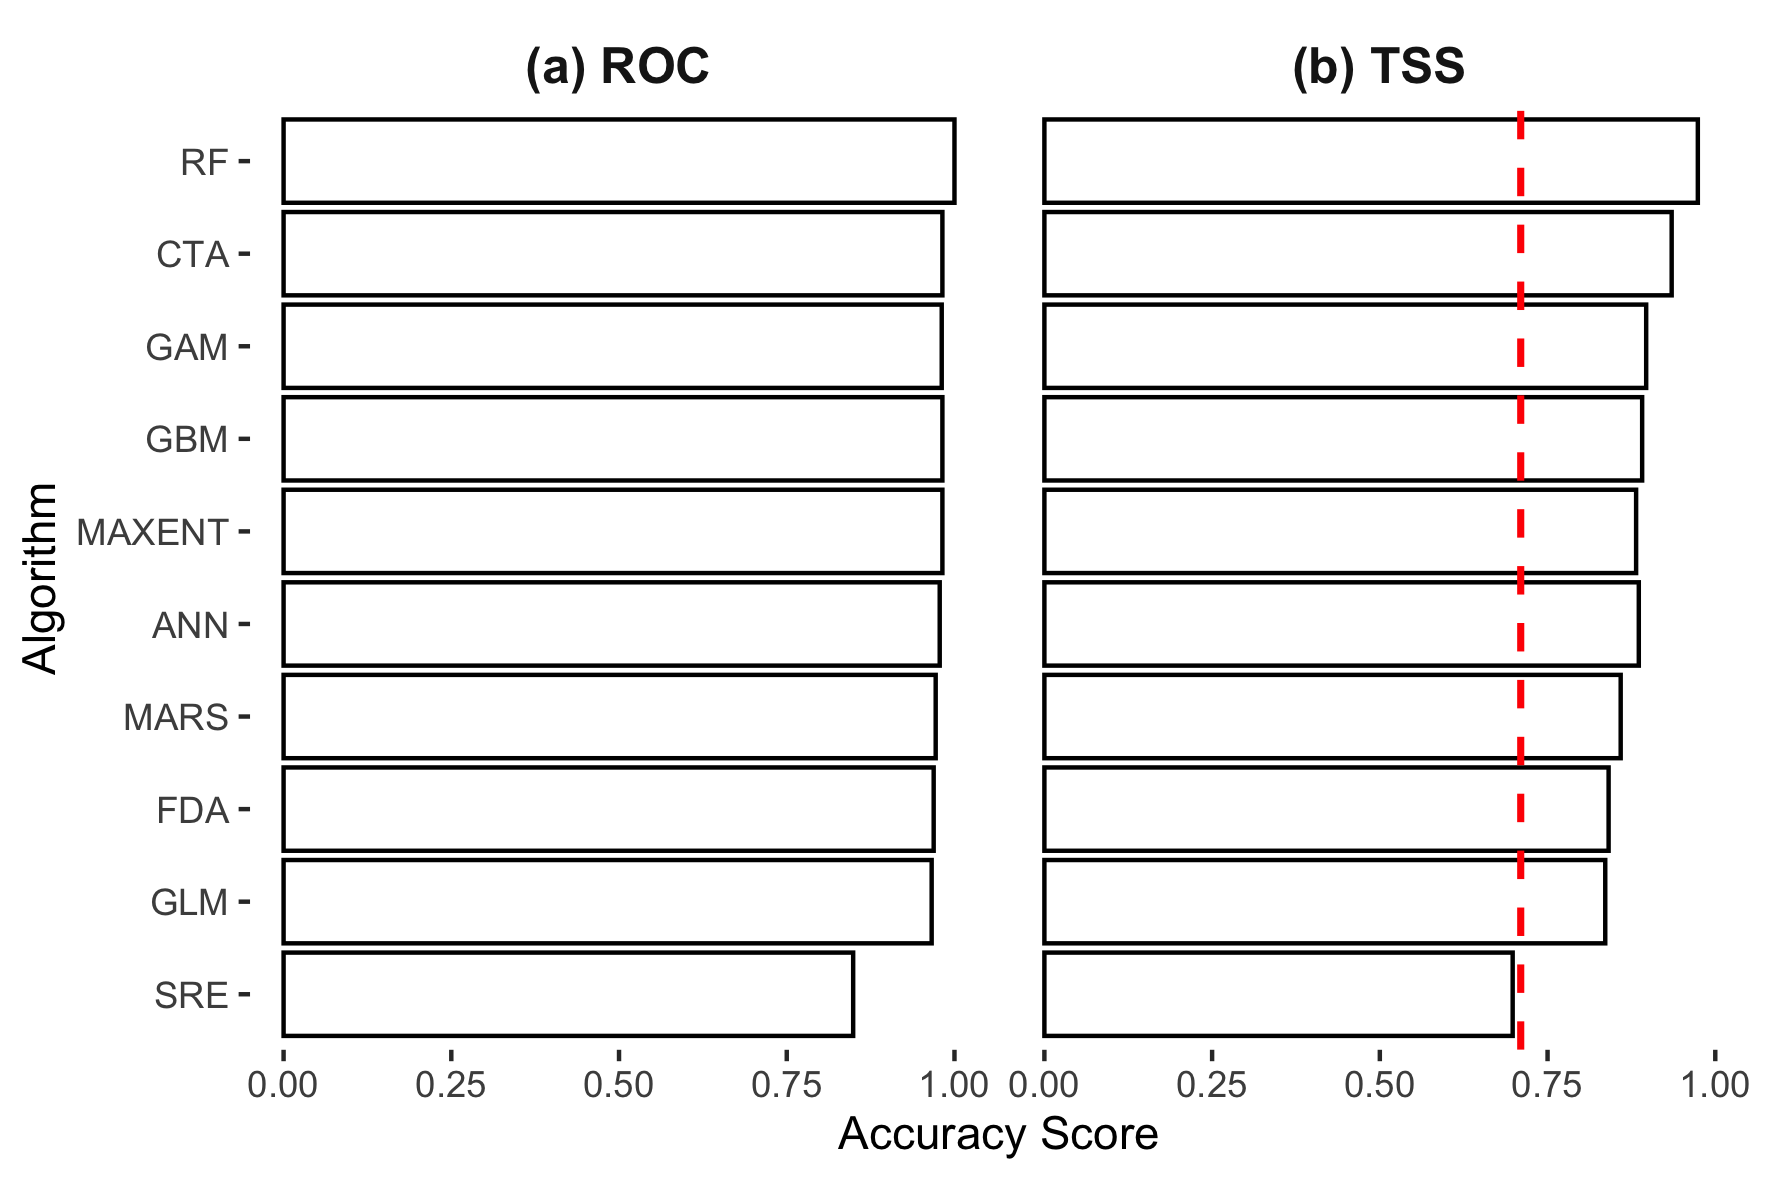 (a) ROC
(b) TSS
RF
CTA
GAM
GBM
MAXENT
ANN
MARS
FDA
GLM
SRE
Algorithm
0.00 0.25 0.50 0.75 1.00 0.00 0.25 0.50 0.75 1.00
Accuracy Score